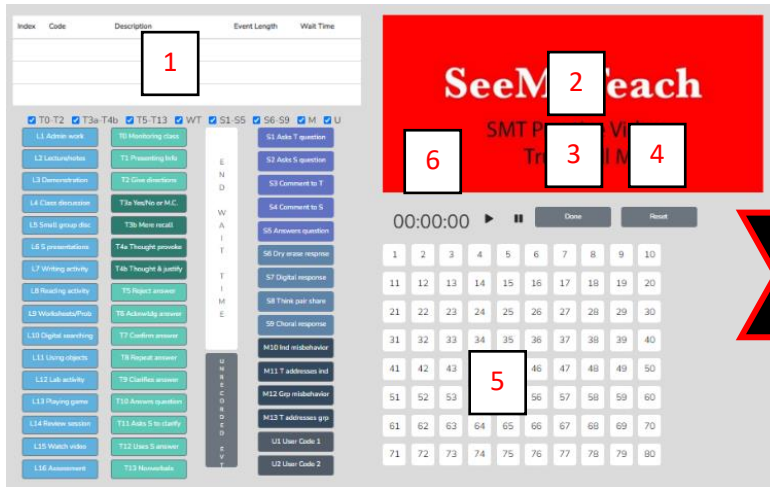 Index Code Description Event Length Wait Time
1
T0-T2 T3a-T4b T5-T13 WT S1-S5 S6-S9 M U
L1 Admin work
L2 Lecture/notes
L3 Demonstration
L4 Class discussion
L5 Small group disc
L6 S presentations
L7 Writing activity
L8 Reading activity
L9 Worksheets/Prob
L10 Digital searching
L11 Using objects
L12 Lab activity
L13 Playing game
L14 Review session
L15 Watch video
L16 Assessment
T0 Monitoring class
T1 Presenting Info
T2 Give directions
T3a Yes/No or M.C.
T3b More recall
T4a Thought provoke
T4b Thought & justify
T5 Reject answer
T6 Acknwldg answer
T7 Confirm answer
T8 Repeat answer
T9 Clarifies answer
T10 Answrs question
T11 Asks S to clarify
T12 Uses S answer
T13 Nonverbals
END WAIT TIME
UNRECORDED EVT
S1 Asks T question
S2 Asks S question
S3 Comment to T
S4 Comment to S
S5 Answers question
S6 Dry erase respnse
S7 Digital response
S8 Think pair share
S9 Choral response
M10 Ind misbehavior
M11 T addresses ind
M12 Grp misbehavior
M13 T addresses grp
U1 User Code 1
U2 User Code 2
2
SMT
6 3 4
00:00:00 Done Reset
1 2 3 4 5 6 7 8 9 10
11 12 13 14 15 16 17 18 19 20
21 22 23 24 25 26 27 28 29 30
31 32 33 34 35 36 37 38 39 40
41 42 43 5 46 47 48 49 50
51 52 53 56 57 58 59 60
61 62 63 64 65 66 67 68 69 70
71 72 73 74 75 76 77 78 79 80